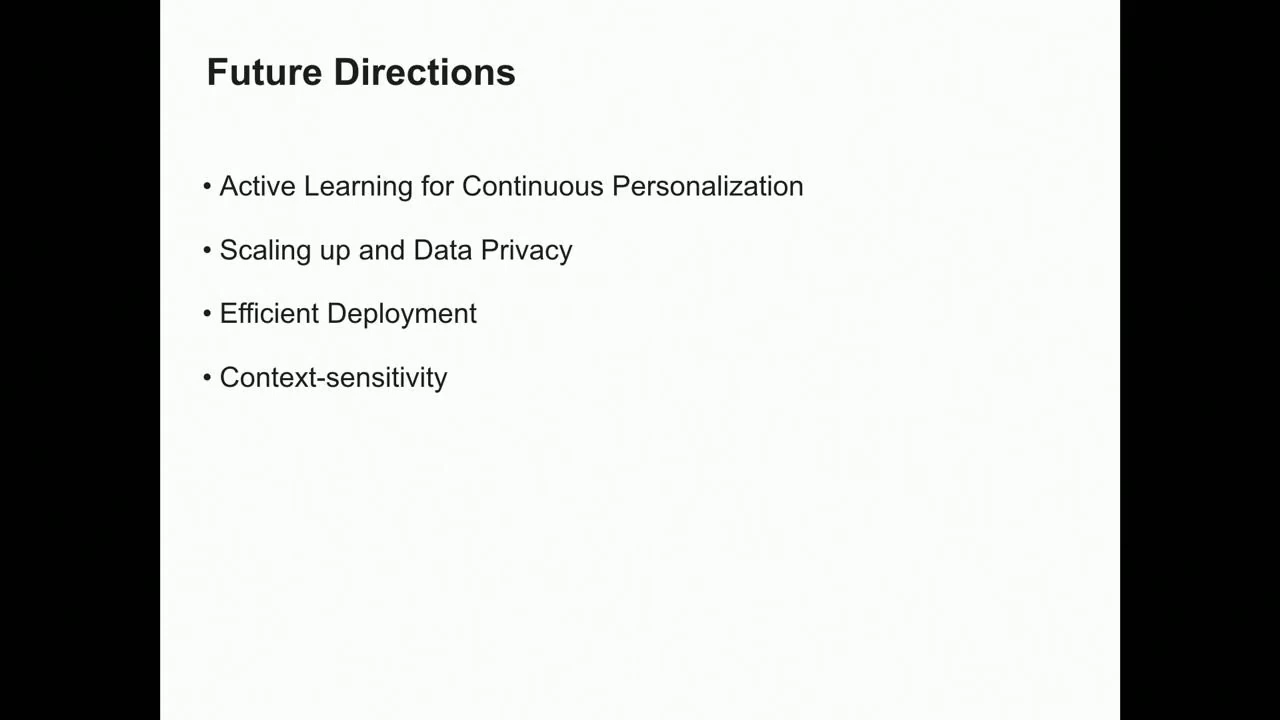 Future Directions
• Active Learning for Continuous Personalization
• Scaling up and Data Privacy
• Efficient Deployment
• Context-sensitivity